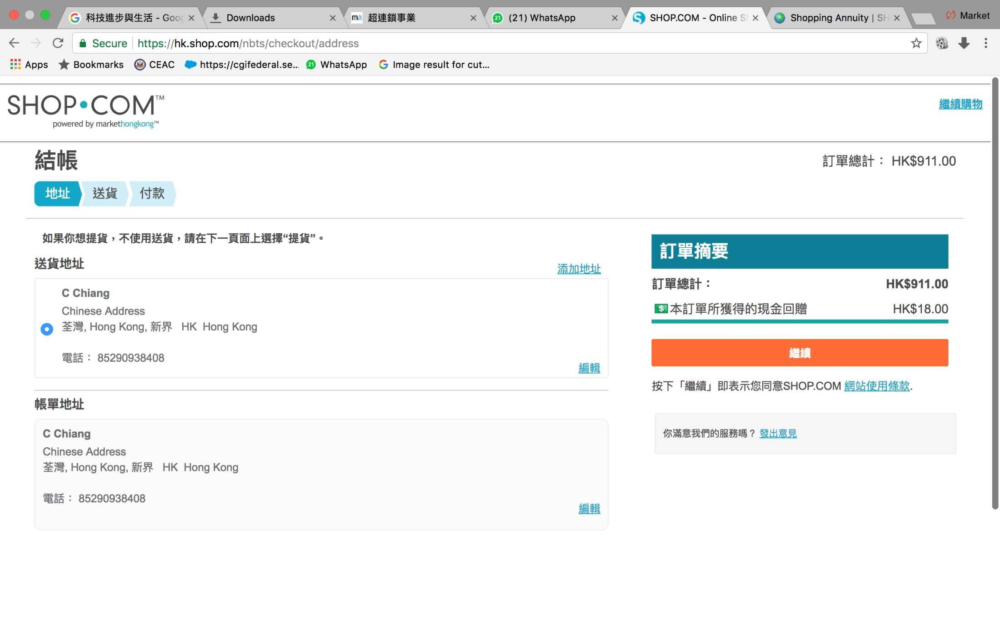 科技進步與生活 - Goog
Downloads
超連鎖事業
(21) WhatsApp
SHOP.COM - Online S
Shopping Annuity | SH
Market
Secure
https://hk.shop.com/nbts/checkout/address
Apps
Bookmarks
CEAC
https://cgifederal.se...
WhatsApp
Image result for cut...
SHOP•COM™
powered by markethongkong™
繼續購物
結帳
訂單總計： HK$911.00
地址
送貨
付款
如果你想提貨，不使用送貨，請在下一頁面上選擇“提貨”。
送貨地址
添加地址
C Chiang
Chinese Address
荃灣, Hong Kong, 新界 HK Hong Kong
電話： 85290938408
編輯
帳單地址
C Chiang
Chinese Address
荃灣, Hong Kong, 新界 HK Hong Kong
電話： 85290938408
編輯
訂單摘要
訂單總計： HK$911.00
本訂單所獲得的現金回贈 HK$18.00
繼續
按下「繼續」即表示您同意SHOP.COM 網站使用條款.
你滿意我們的服務嗎？ 發出意見